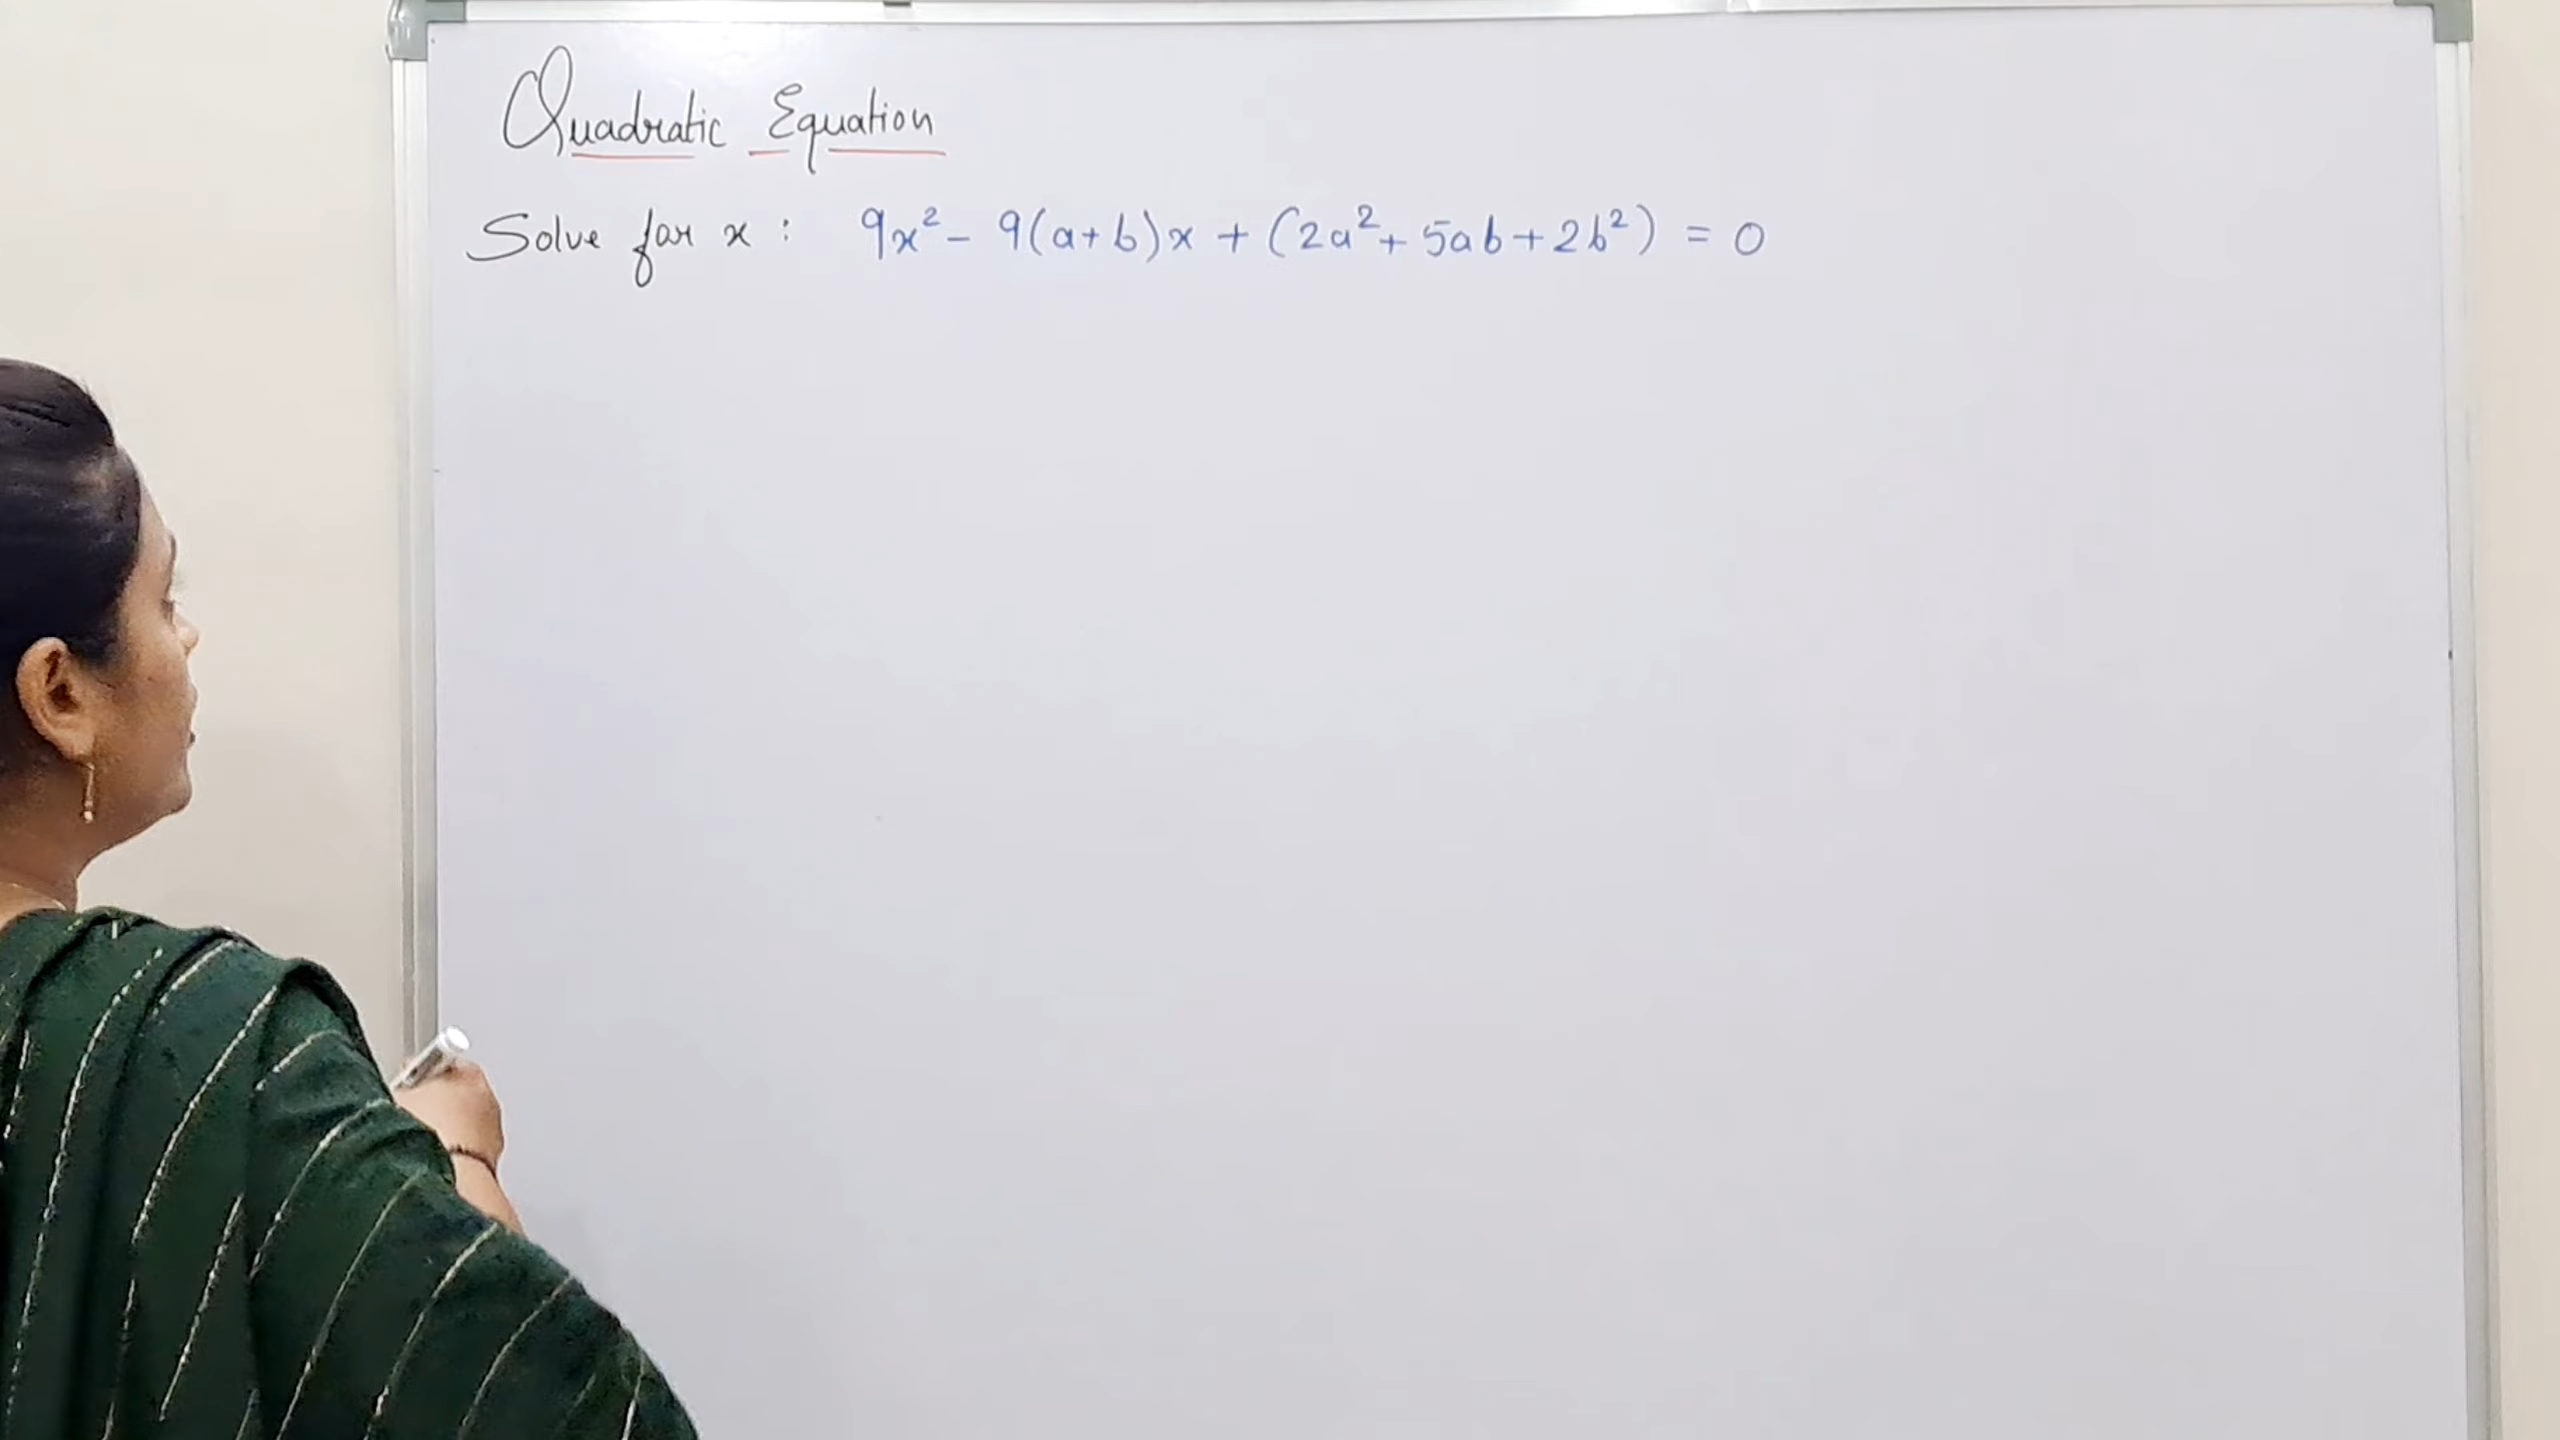 Quadratic Equation
Solve for x : 9x² - 9(a+b)x + (2a² + 5ab + 2b²) = 0